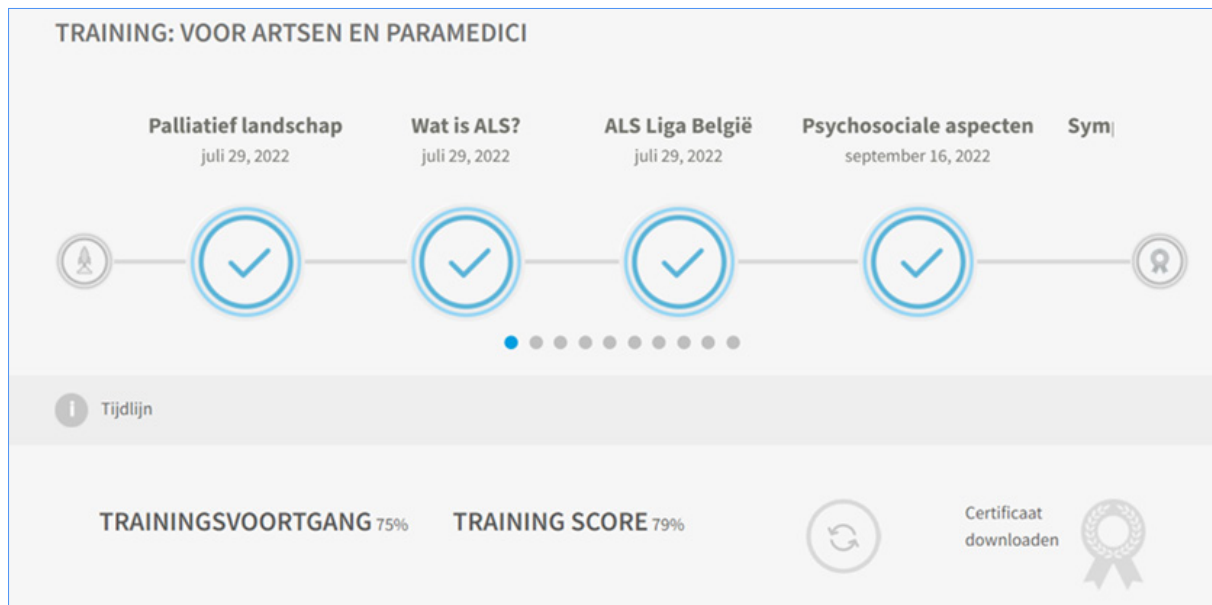 TRAINING: VOOR ARTSEN EN PARAMEDICI
Palliatief landschap
juli 29, 2022
Wat is ALS?
juli 29, 2022
ALS Liga België
juli 29, 2022
Psychosociale aspecten
september 16, 2022
i Tijdlijn
TRAININGSVOORTGANG 75%
TRAINING SCORE 79%
Certificaat
downloaden